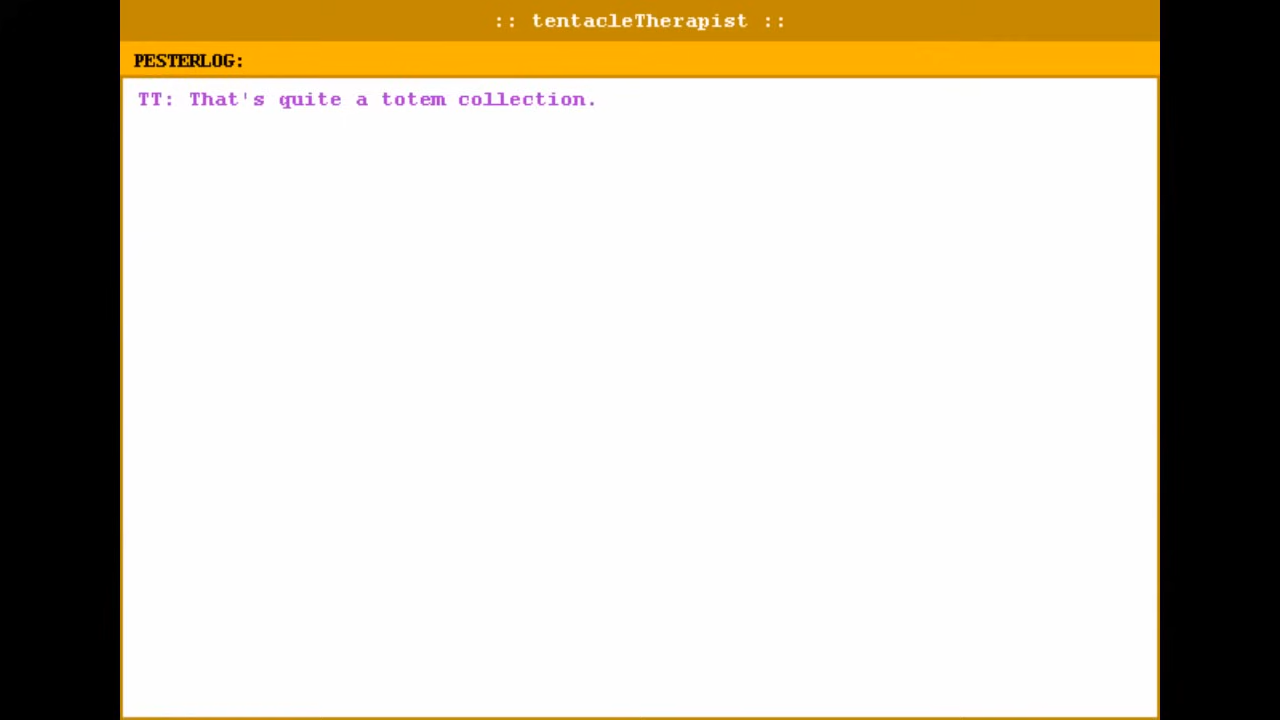 :: tentacleTherapist ::
PESTERLOG:
TT: That's quite a totem collection.